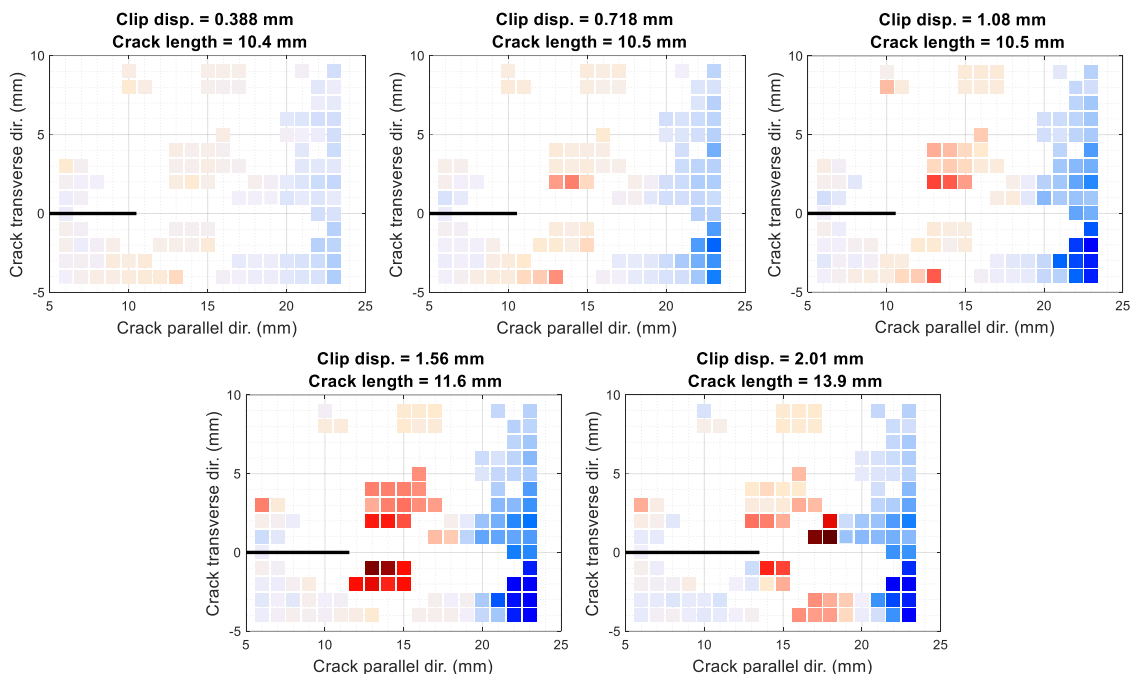 Clip disp. = 0.388 mm
Crack length = 10.4 mm
10
5
0
-5
5
10
15
20
25
Crack transverse dir. (mm)
Crack parallel dir. (mm)
Clip disp. = 0.718 mm
Crack length = 10.5 mm
10
5
0
-5
5
10
15
20
25
Crack transverse dir. (mm)
Crack parallel dir. (mm)
Clip disp. = 1.08 mm
Crack length = 10.5 mm
10
5
0
-5
5
10
15
20
25
Crack transverse dir. (mm)
Crack parallel dir. (mm)
Clip disp. = 1.56 mm
Crack length = 11.6 mm
10
5
0
-5
5
10
15
20
25
Crack transverse dir. (mm)
Crack parallel dir. (mm)
Clip disp. = 2.01 mm
Crack length = 13.9 mm
10
5
0
-5
5
10
15
20
25
Crack transverse dir. (mm)
Crack parallel dir. (mm)